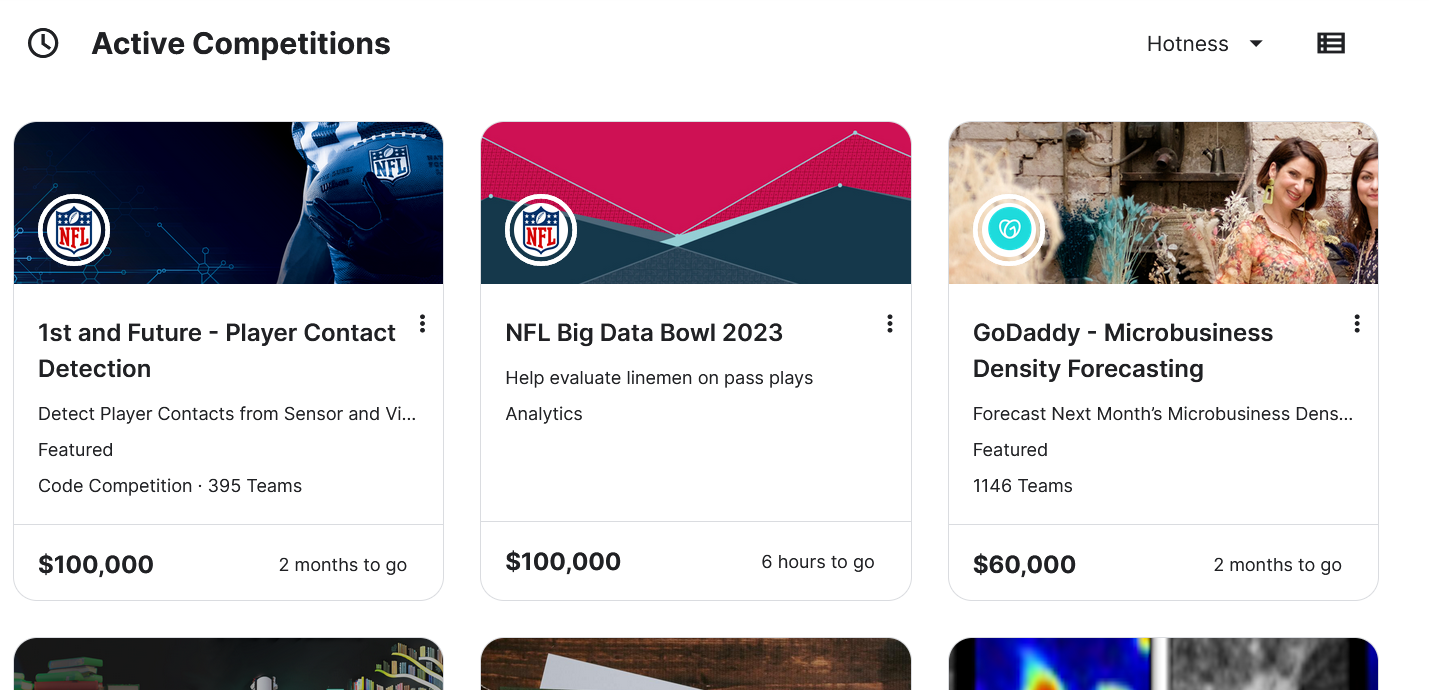 Active Competitions
Hotness
NFL
NFL
NFL
1st and Future - Player Contact
Detection
Detect Player Contacts from Sensor and Vi...
Featured
Code Competition · 395 Teams
$100,000
2 months to go
NFL Big Data Bowl 2023
Help evaluate linemen on pass plays
Analytics
$100,000
6 hours to go
GoDaddy - Microbusiness
Density Forecasting
Forecast Next Month’s Microbusiness Dens...
Featured
1146 Teams
$60,000
2 months to go